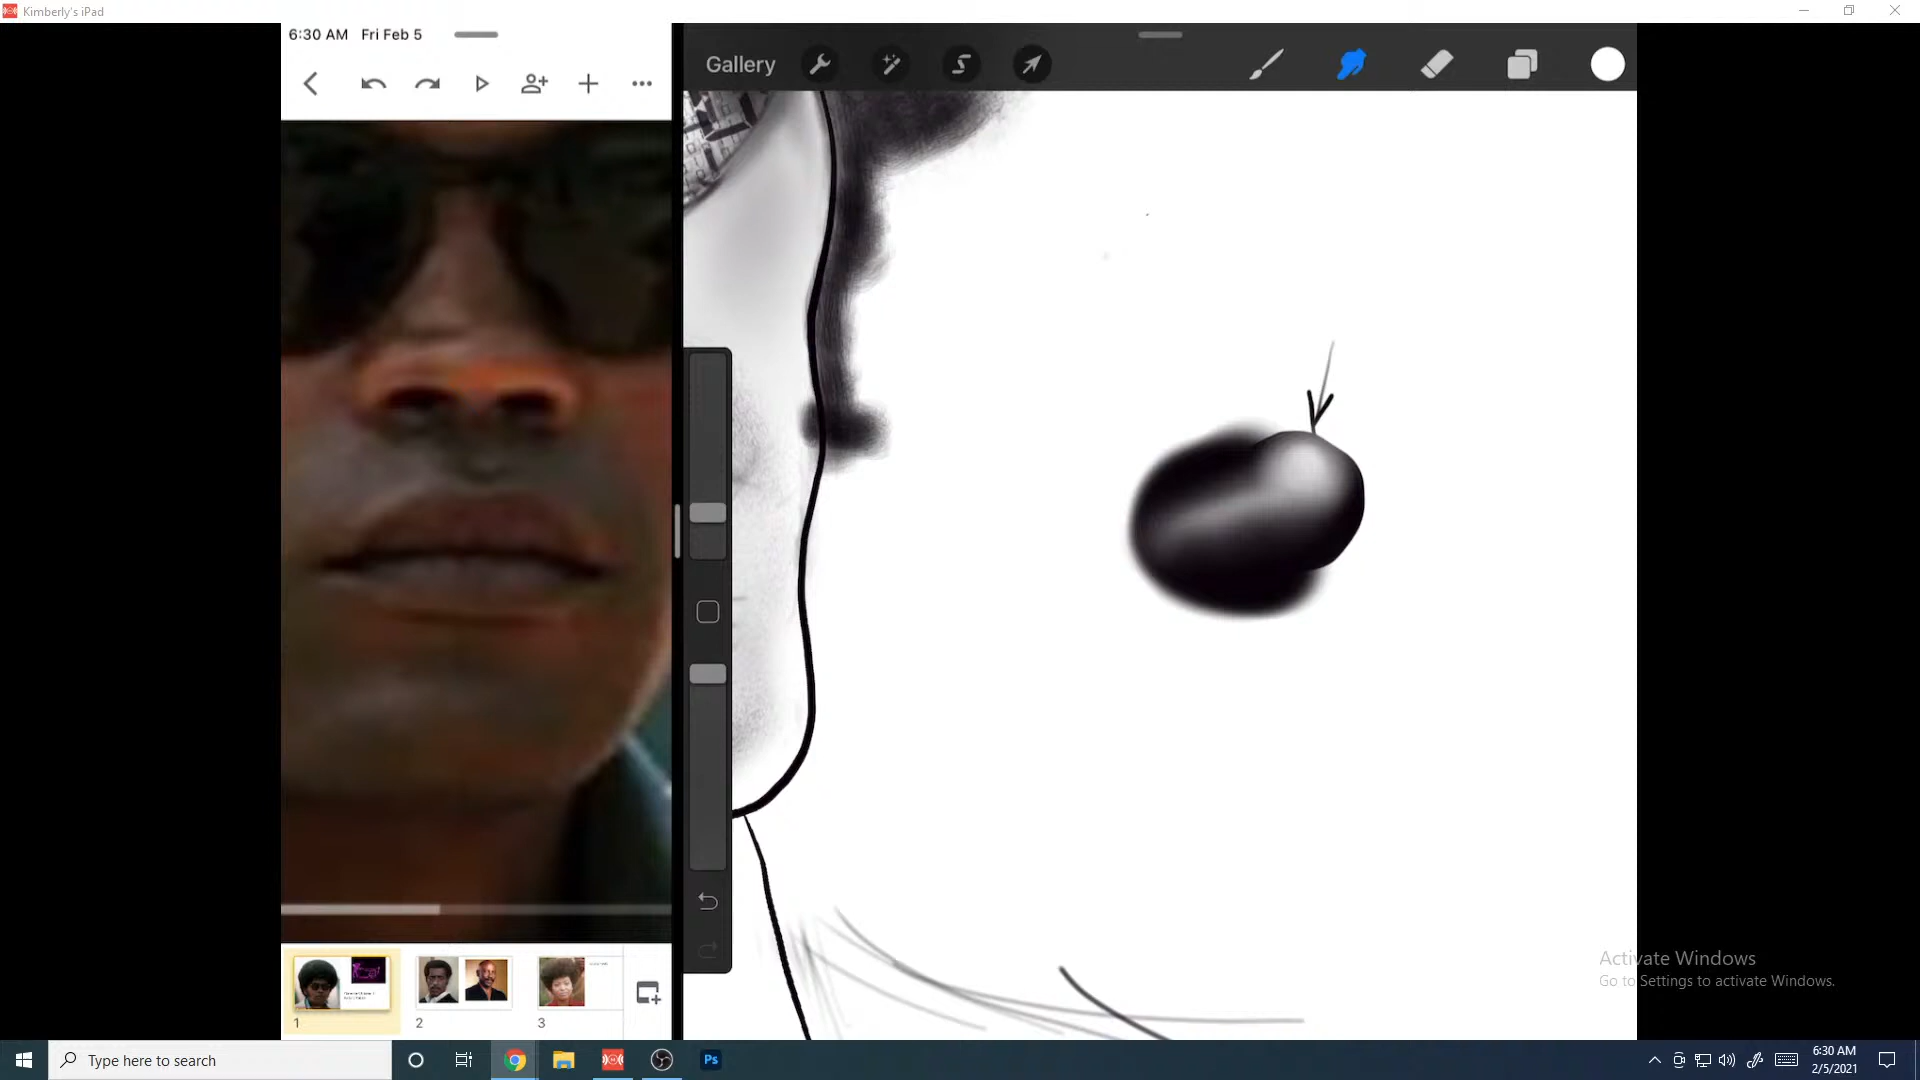 Kimberly's iPad
6:30 AM Fri Feb 5
Gallery
1
2
3
Activate Windows
Go to Settings to activate Windows.
Type here to search
Ps
6:30 AM
2/5/2021